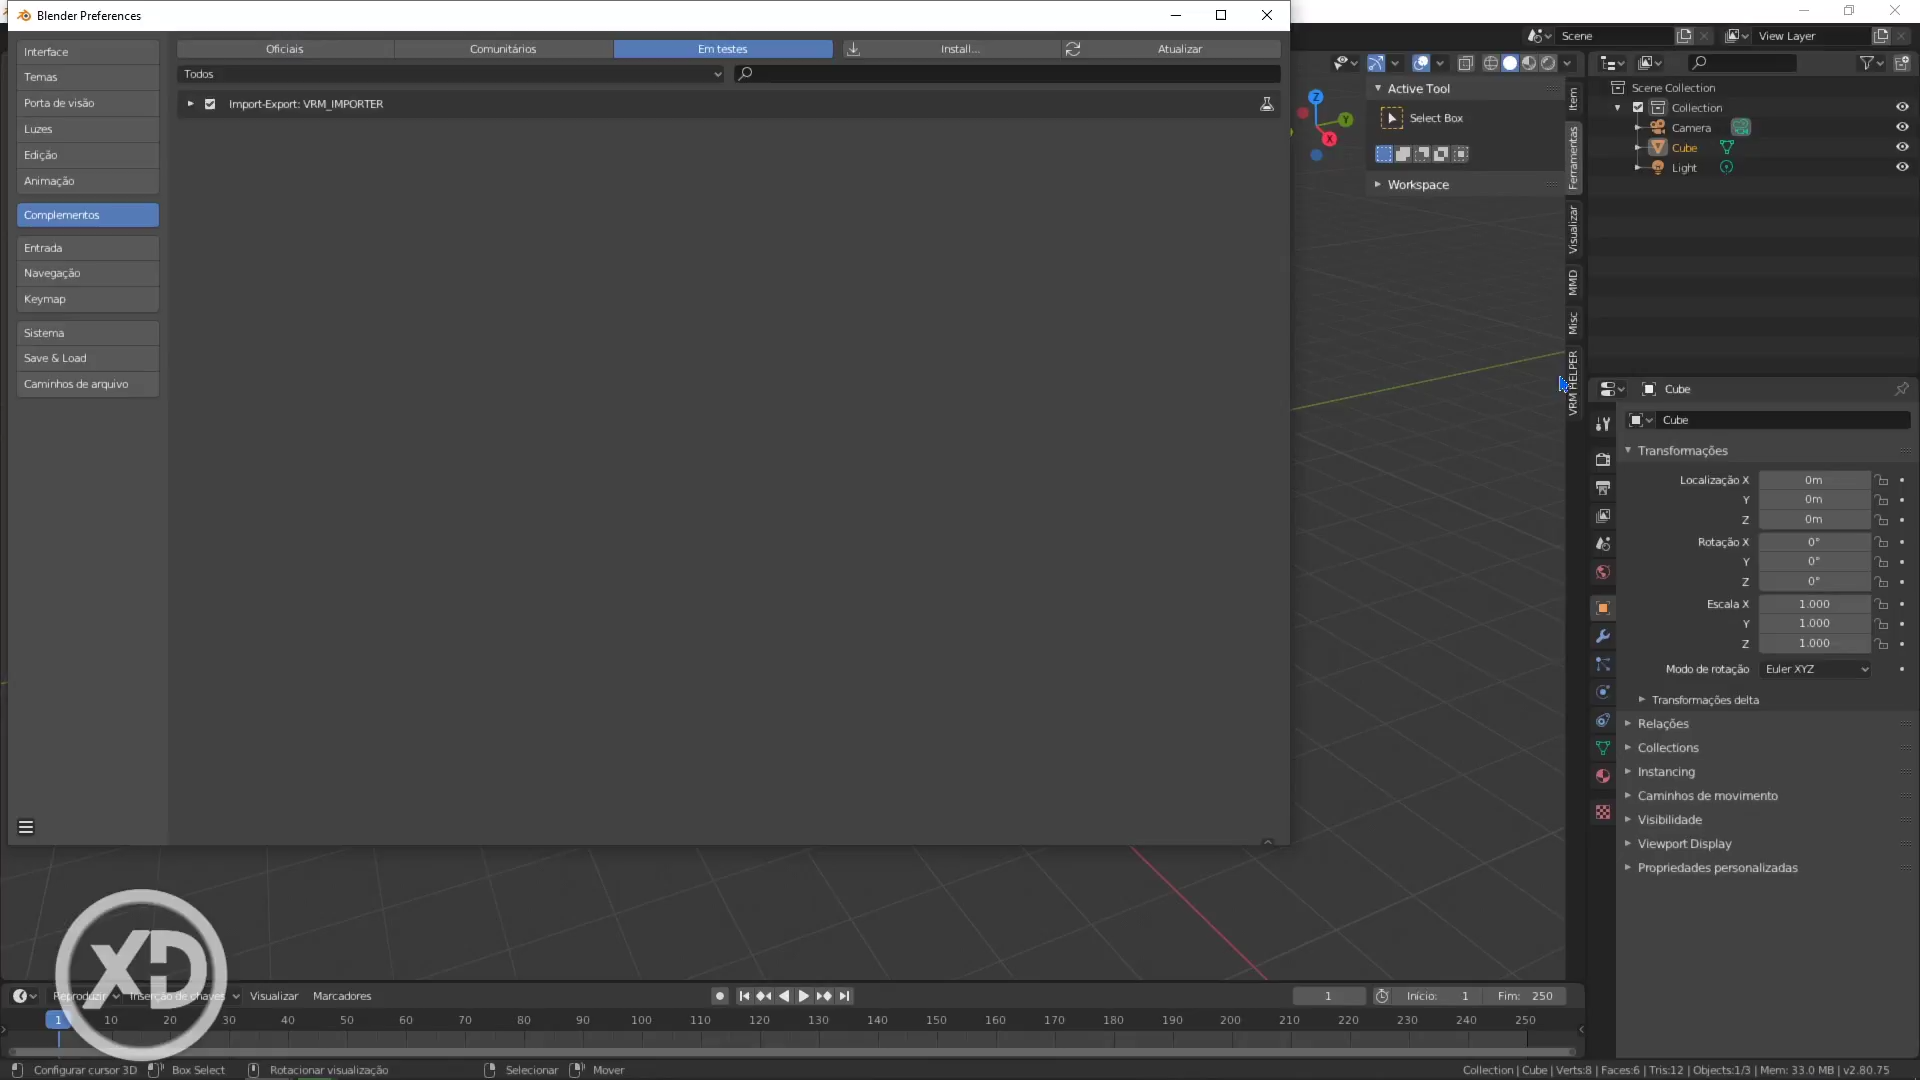 Blender Preferences
Interface
Temas
Porta de visão
Luzes
Edição
Animação
Complementos
Entrada
Navegação
Keymap
Sistema
Save & Load
Caminhos de arquivo
Oficiais
Comunitários
Em testes
Install...
Atualizar
Todos
Import-Export: VRM_IMPORTER
Scene
View Layer
Active Tool
Select Box
Workspace
Z
Y
X
Item
Ferramentas
Visualizar
MMD
Misc
VRM HELPER
Scene Collection
Collection
Camera
Cube
Light
Cube
Cube
Transformações
Localização X 0m
Y 0m
Z 0m
Rotação X 0°
Y 0°
Z 0°
Escala X 1.000
Y 1.000
Z 1.000
Modo de rotação Euler XYZ
Transformações delta
Relações
Collections
Instancing
Caminhos de movimento
Visibilidade
Viewport Display
Propriedades personalizadas
XD
Reproduzir Inserção de chaves Visualizar Marcadores
1 Início: 1 Fim: 250
1 10 20 30 40 50 60 70 80 90 100 110 120 130 140 150 160 170 180 190 200 210 220 230 240 250
Configurar cursor 3D Box Select Rotacionar visualização Selecionar Mover
Collection | Cube | Verts:8 | Faces:6 | Tris:12 | Objects:1/3 | Mem: 33.0 MB | v2.80.75